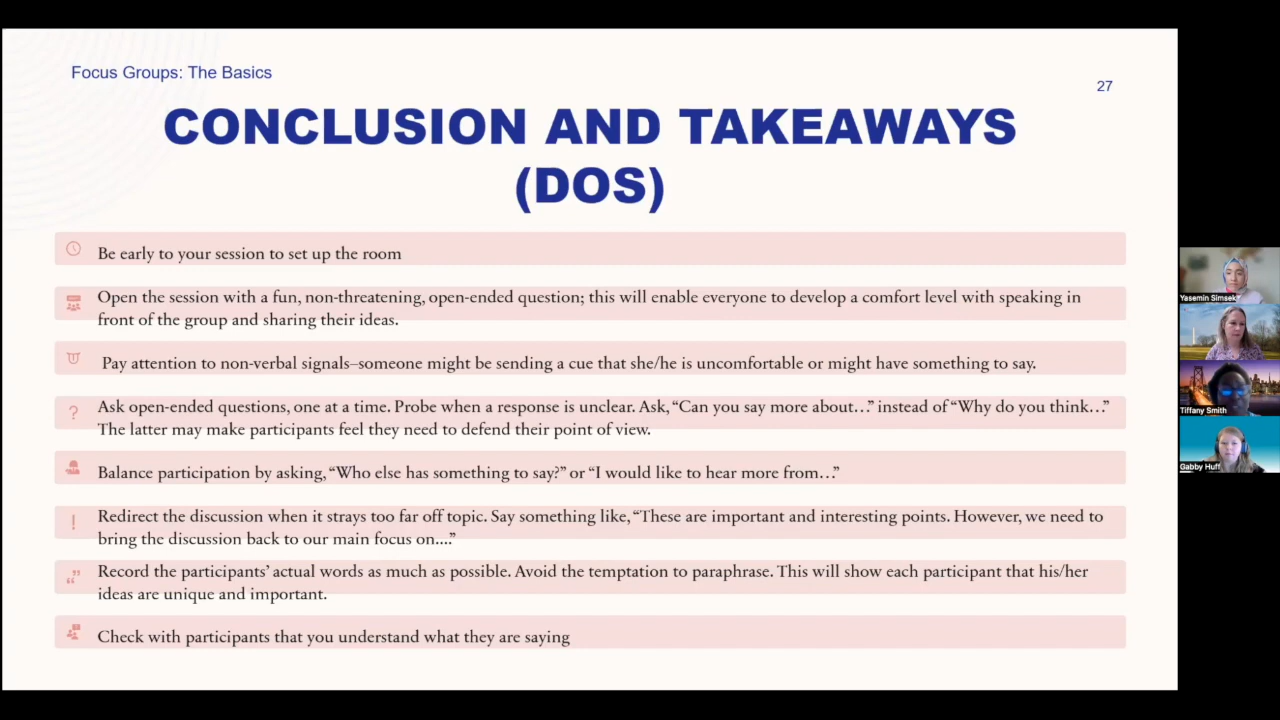 Focus Groups: The Basics
27
CONCLUSION AND TAKEAWAYS
(DOS)
Be early to your session to set up the room
Open the session with a fun, non-threatening, open-ended question; this will enable everyone to develop a comfort level with speaking in
front of the group and sharing their ideas.
Pay attention to non-verbal signals–someone might be sending a cue that she/he is uncomfortable or might have something to say.
Ask open-ended questions, one at a time. Probe when a response is unclear. Ask, “Can you say more about…” instead of “Why do you think…”
The latter may make participants feel they need to defend their point of view.
Balance participation by asking, “Who else has something to say?” or “I would like to hear more from…”
Redirect the discussion when it strays too far off topic. Say something like, “These are important and interesting points. However, we need to
bring the discussion back to our main focus on....”
Record the participants’ actual words as much as possible. Avoid the temptation to paraphrase. This will show each participant that his/her
ideas are unique and important.
Check with participants that you understand what they are saying
Yasemin Simsek
Tiffany Smith
Gabby Huff